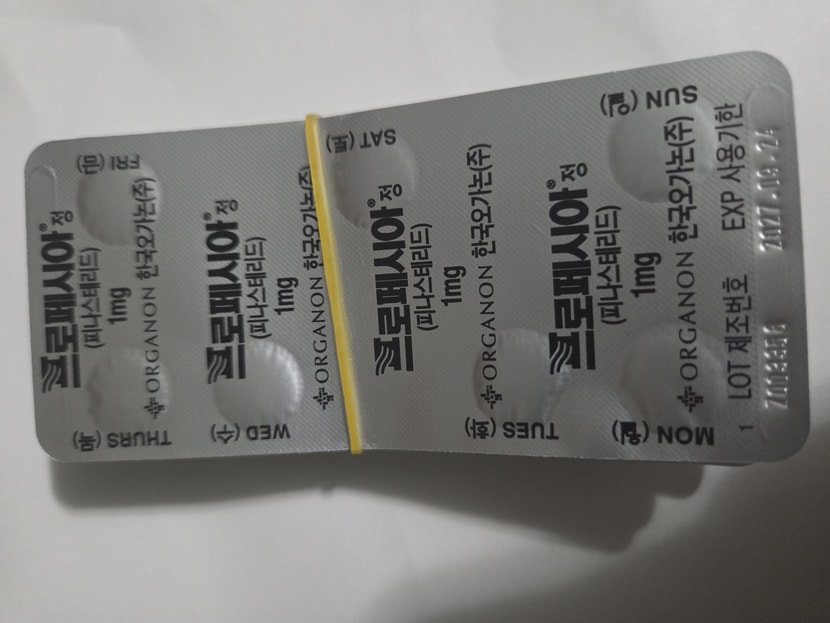 프로페시아® 정
(피나스테리드)
1mg
ORGANON 한국오가논(주)
프로페시아® 정
(피나스테리드)
1mg
ORGANON 한국오가논(주)
프로페시아® 정
(피나스테리드)
1mg
ORGANON 한국오가논(주)
프로페시아® 정
(피나스테리드)
1mg
ORGANON 한국오가논(주)
FRI (금)
SAT (토)
SUN (일)
THURS (목)
WED (수)
TUES (화)
MON (월)
1
LOT 제조번호 EXP 사용기한
2027.09.24